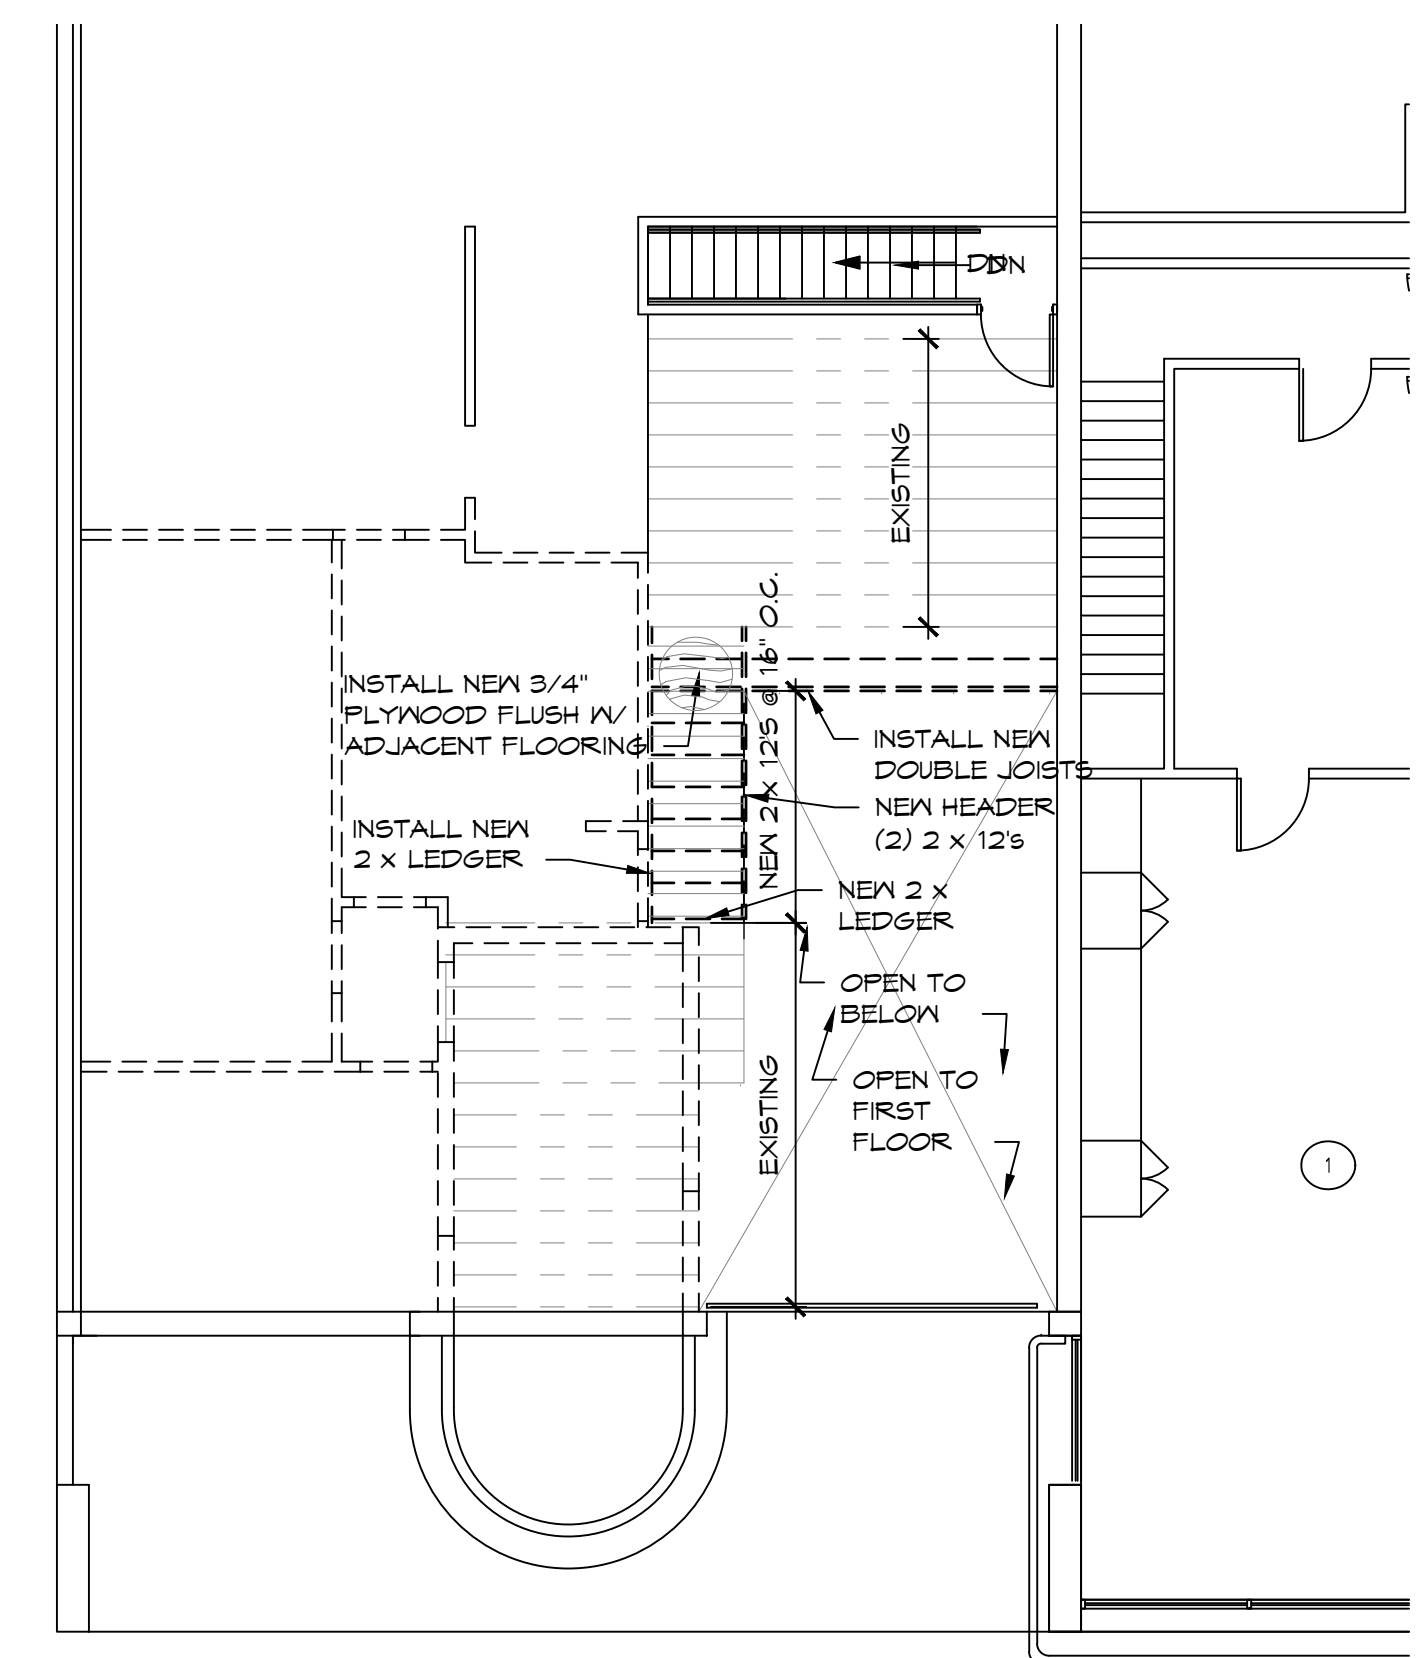 DN
DN
EXISTING
NEW 2 x 12'S @ 16" O.C.
INSTALL NEW 3/4"
PLYWOOD FLUSH W/
ADJACENT FLOORING
INSTALL NEW
DOUBLE JOISTS
NEW HEADER
(2) 2 x 12's
INSTALL NEW
2 x LEDGER
NEW 2 x
LEDGER
OPEN TO
BELOW
EXISTING
OPEN TO
FIRST
FLOOR
1